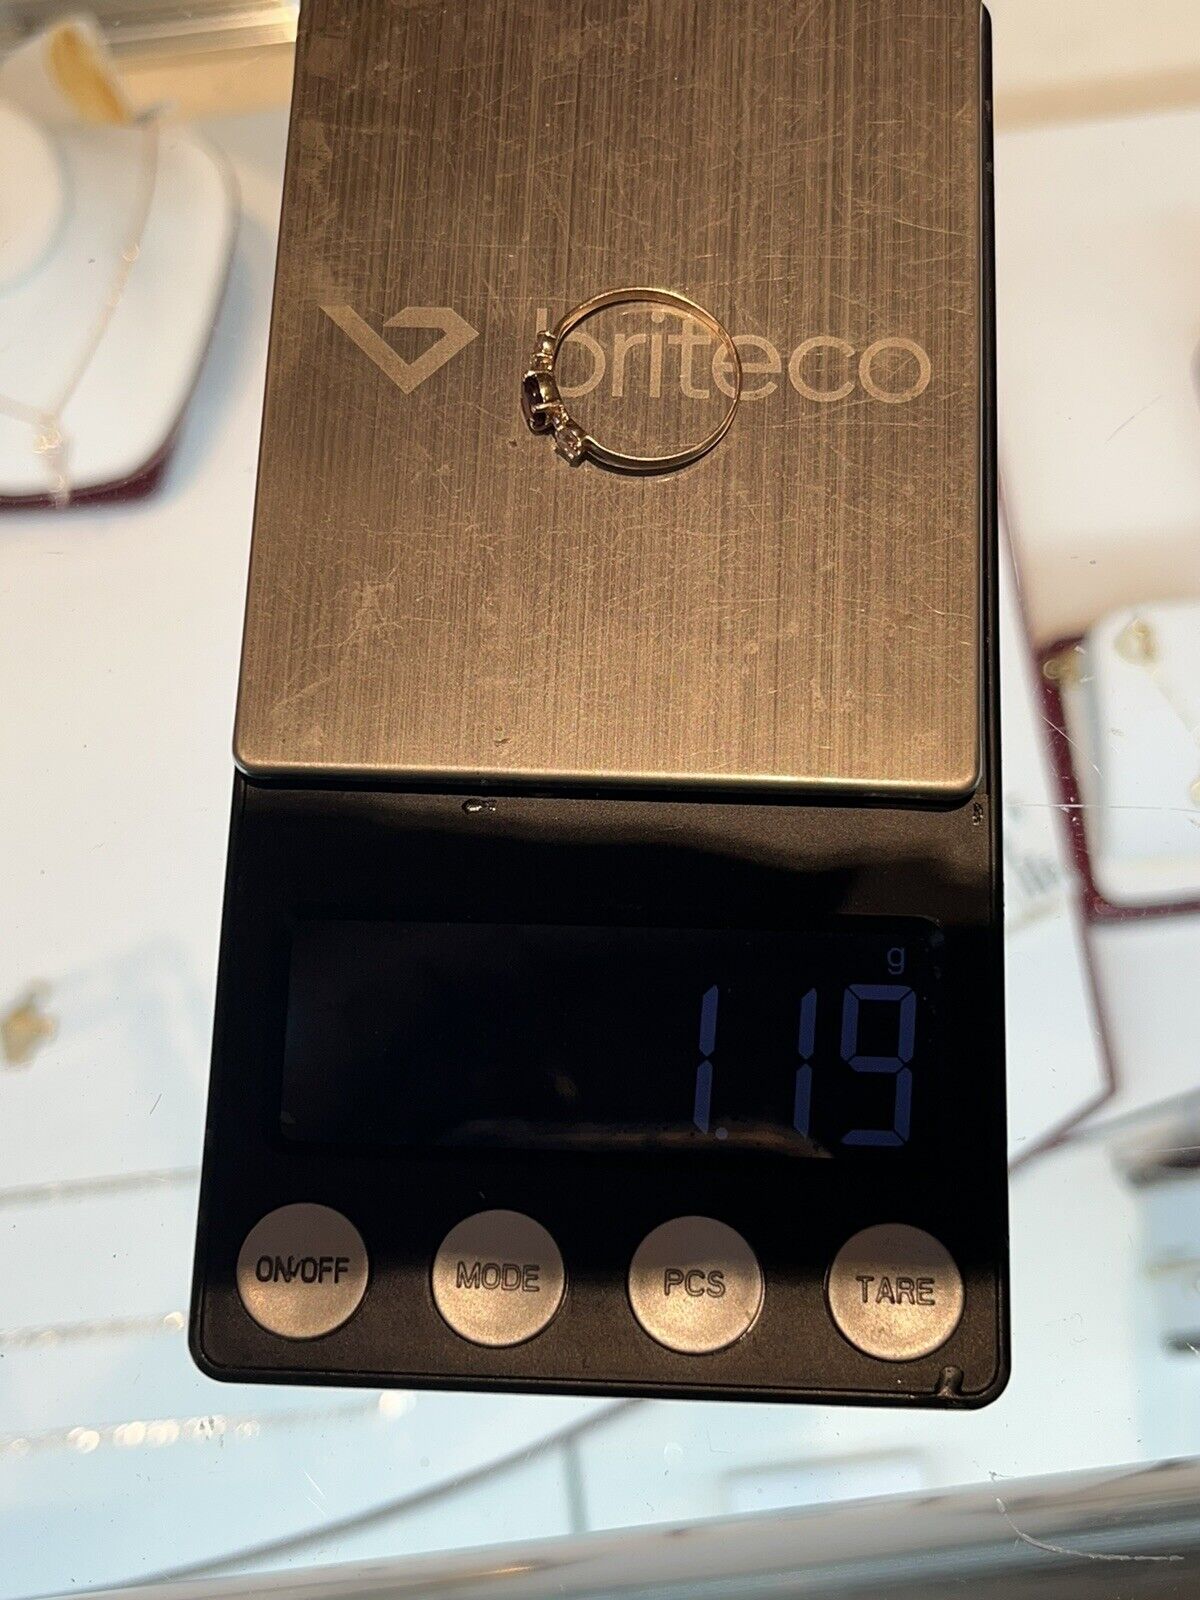 briteco
g
1.19
ON/OFF MODE PCS TARE